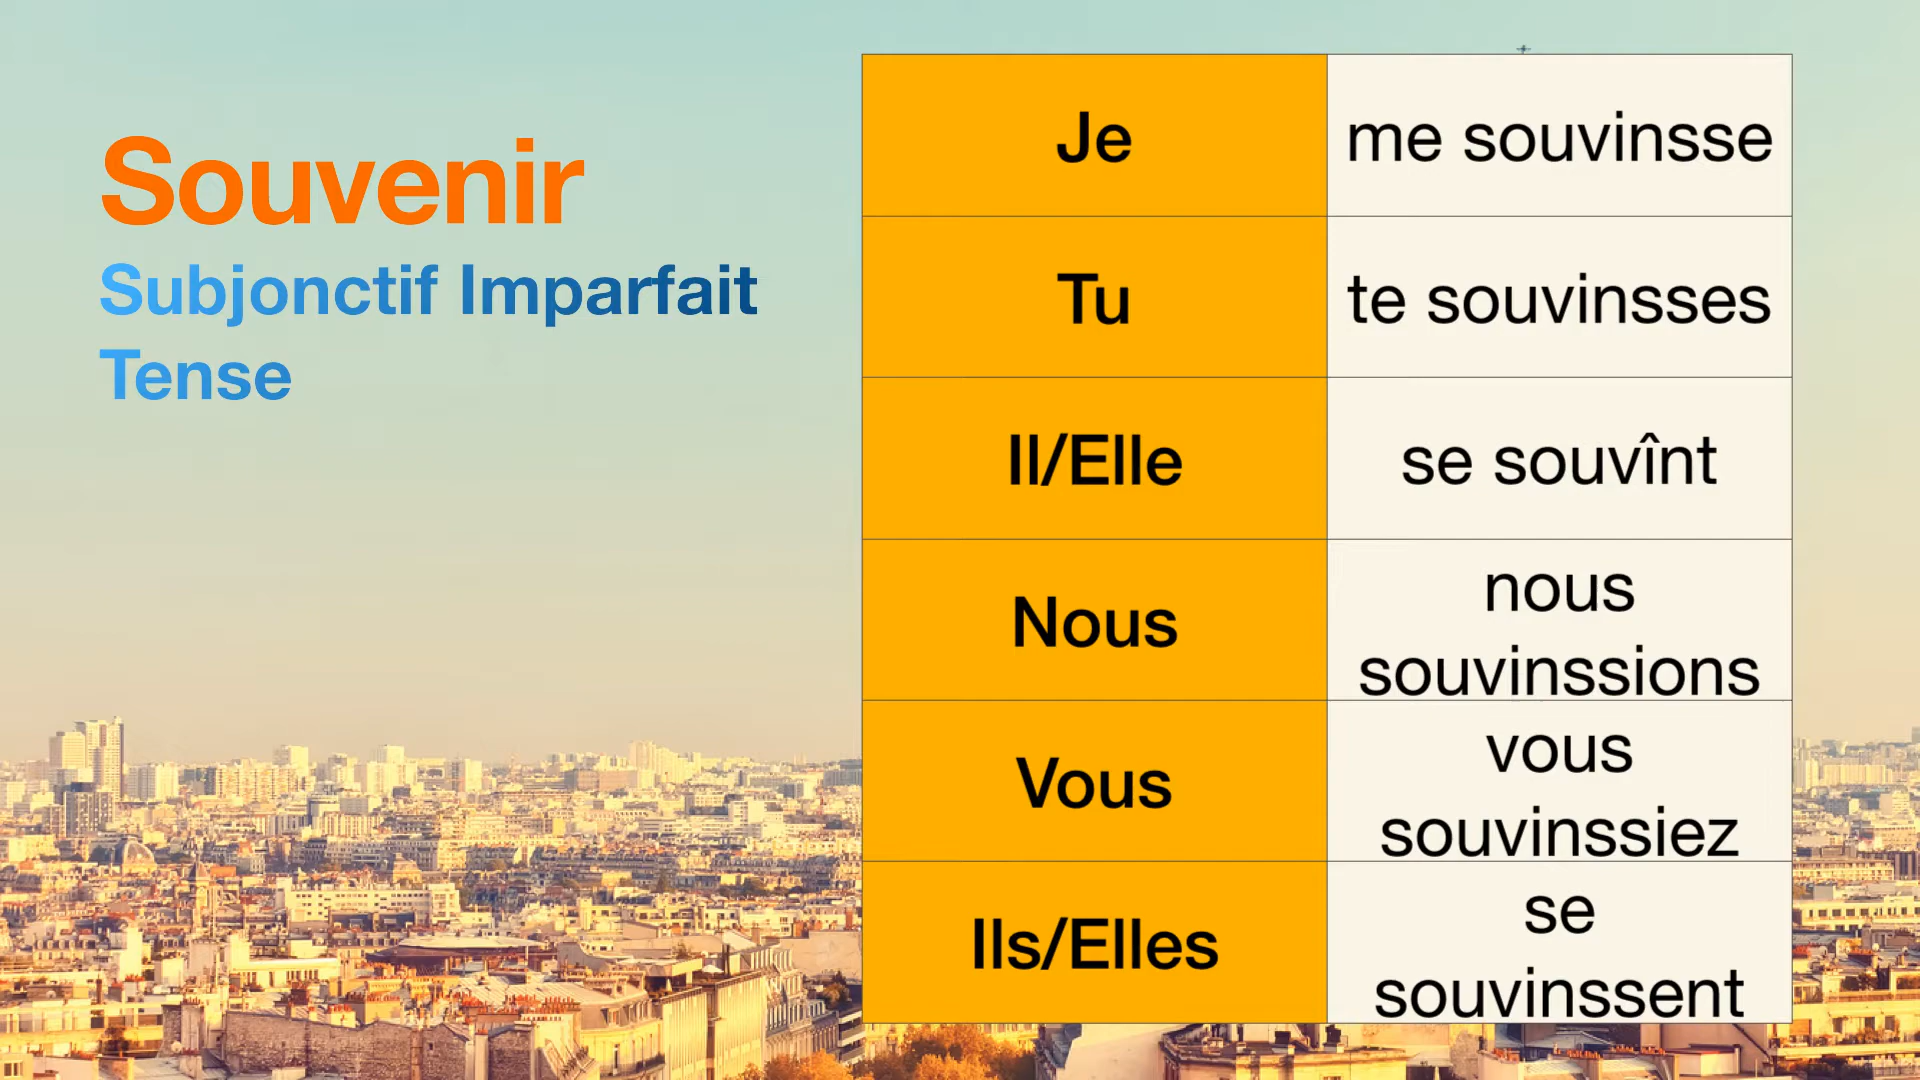 Souvenir
Subjonctif Imparfait
Tense
Je
me souvinsse
Tu
te souvinsses
Il/Elle
se souvînt
Nous
nous
souvinssions
Vous
vous
souvinssiez
Ils/Elles
se
souvinssent